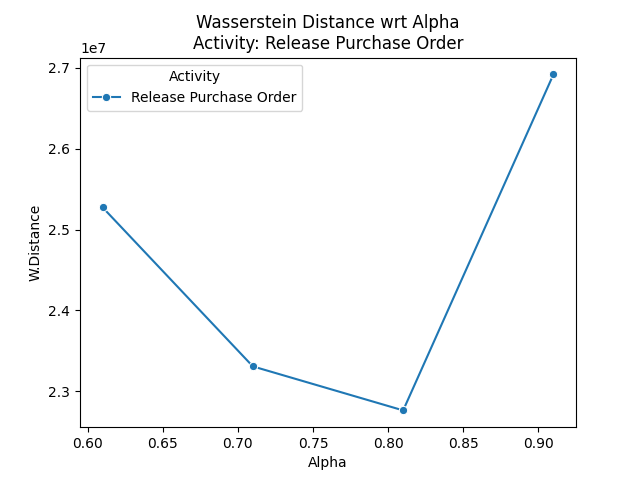 Wasserstein Distance wrt Alpha
Activity: Release Purchase Order
1e7
Activity
Release Purchase Order
2.7
2.6
2.5
2.4
2.3
W.Distance
0.60 0.65 0.70 0.75 0.80 0.85 0.90
Alpha